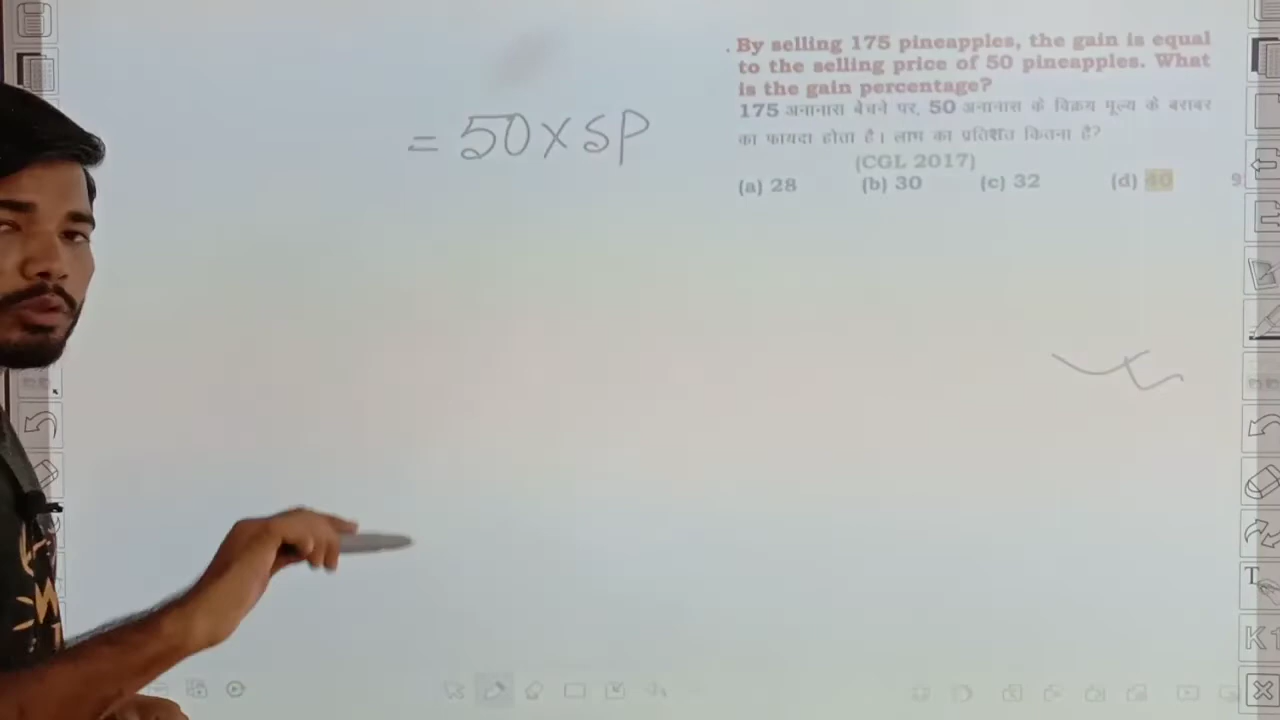 . By selling 175 pineapples, the gain is equal
to the selling price of 50 pineapples. What
is the gain percentage?
175 अनानास बेचने पर, 50 अनानास के विक्रय मूल्य के बराबर
का फायदा होता है। लाभ का प्रतिशत कितना है?
(CGL 2017)
(a) 28 (b) 30 (c) 32 (d) 40
9
= 50 X SP
T
K1